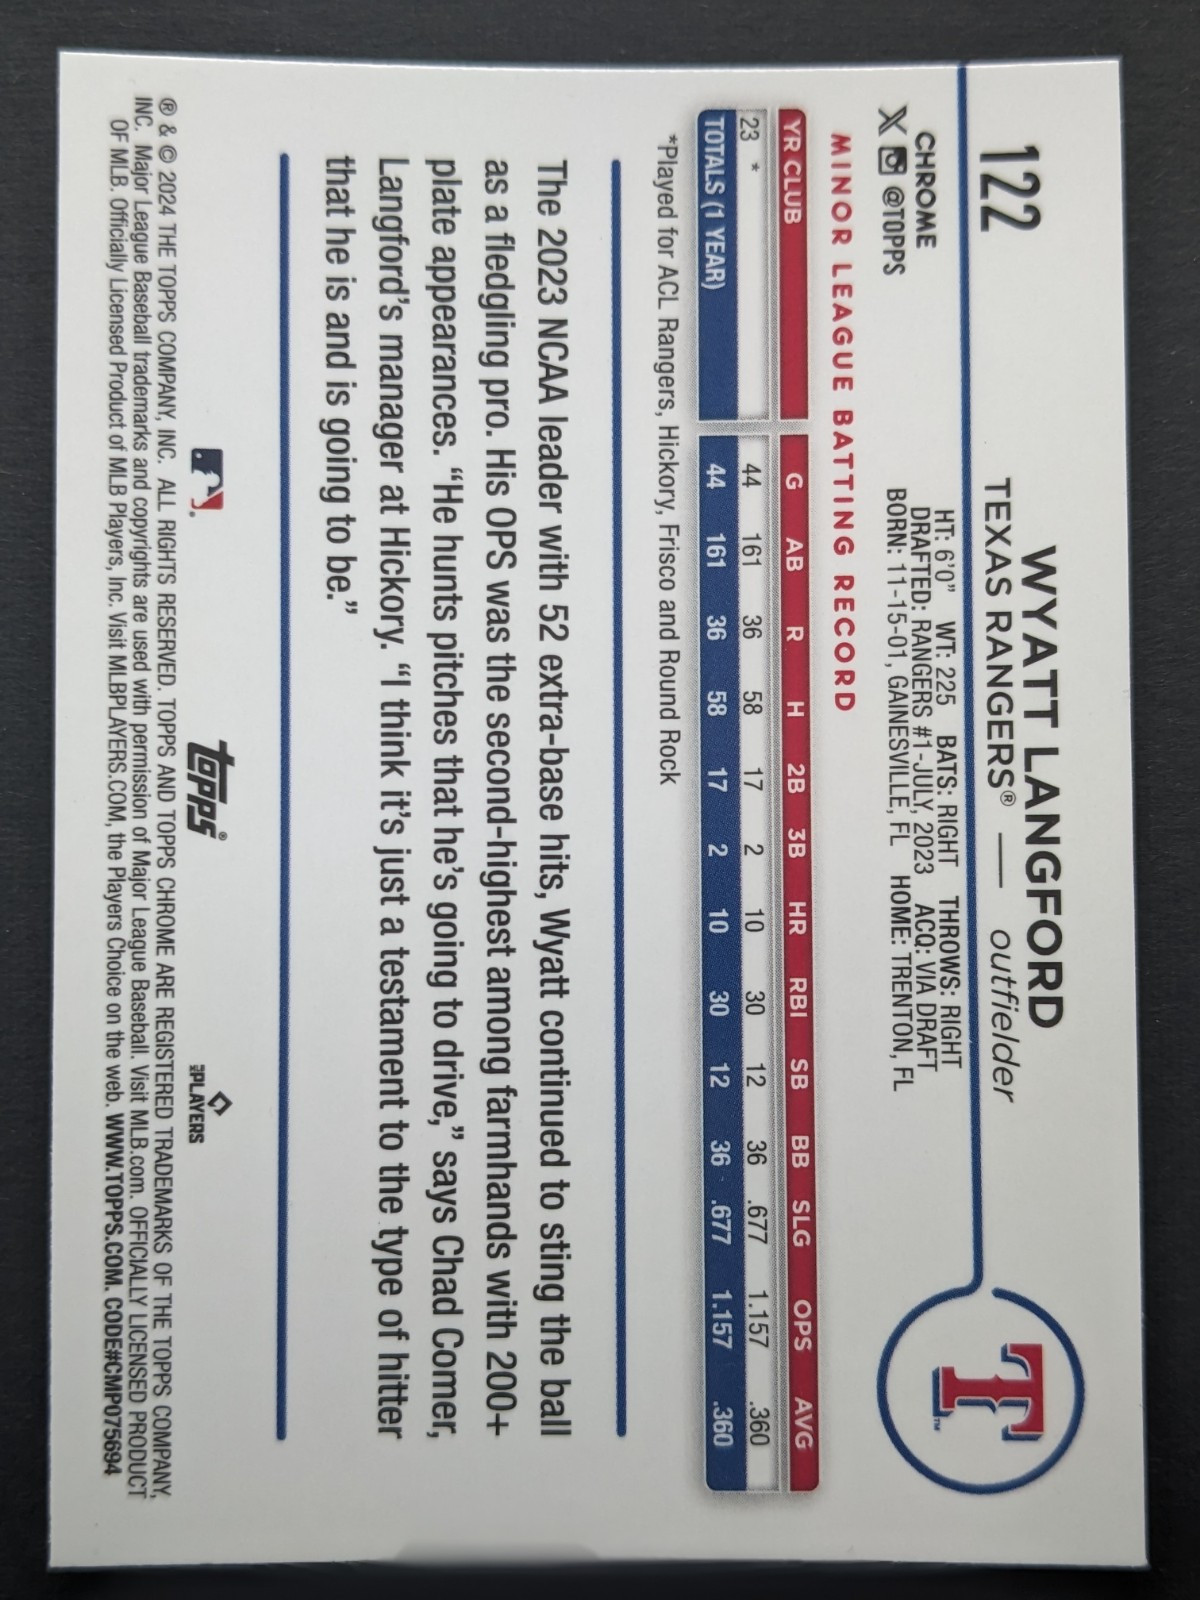 122
WYATT LANGFORD
TEXAS RANGERS® — outfielder
T™
CHROME
X @TOPPS
HT: 6'0" WT: 225 BATS: RIGHT THROWS: RIGHT
DRAFTED: RANGERS #1-JULY, 2023 ACQ: VIA DRAFT
BORN: 11-15-01, GAINESVILLE, FL HOME: TRENTON, FL
MINOR LEAGUE BATTING RECORD
YR CLUB G AB R H 2B 3B HR RBI SB BB SLG OPS AVG
23 * 44 161 36 58 17 2 10 30 12 36 .677 1.157 .360
TOTALS (1 YEAR) 44 161 36 58 17 2 10 30 12 36 .677 1.157 .360
*Played for ACL Rangers, Hickory, Frisco and Round Rock
The 2023 NCAA leader with 52 extra-base hits, Wyatt continued to sting the ball
as a fledgling pro. His OPS was the second-highest among farmhands with 200+
plate appearances. “He hunts pitches that he’s going to drive,” says Chad Comer,
Langford’s manager at Hickory. “I think it’s just a testament to the type of hitter
that he is and is going to be.”
topps®
MLB PLAYERS
® & © 2024 THE TOPPS COMPANY, INC. ALL RIGHTS RESERVED. TOPPS AND TOPPS CHROME ARE REGISTERED TRADEMARKS OF THE TOPPS COMPANY,
INC. Major League Baseball trademarks and copyrights are used with permission of Major League Baseball. Visit MLB.com. OFFICIALLY LICENSED PRODUCT
OF MLB. Officially Licensed Product of MLB Players, Inc. Visit MLBPLAYERS.COM, the Players Choice on the web. WWW.TOPPS.COM. CODE#CMP075694